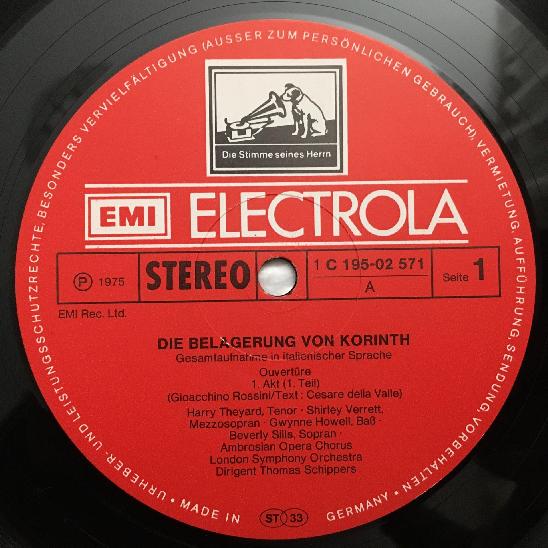 URHEBER- UND LEISTUNGSSCHUTZRECHTE, BESONDERS VERVIELFÄLTIGUNG (AUSSER ZUM PERSÖNLICHEN GEBRAUCH), VERMIETUNG, AUFFÜHRUNG, SENDUNG, VORBEHALTEN •
Die Stimme seines Herrn
EMI ELECTROLA
Ⓟ 1975
STEREO
1 C 195-02 571
A
Seite 1
EMI Rec. Ltd.
DIE BELAGERUNG VON KORINTH
Gesamtaufnahme in italienischer Sprache
Ouvertüre
1. Akt (1. Teil)
(Gioacchino Rossini/Text : Cesare della Valle)
Harry Theyard, Tenor · Shirley Verrett,
Mezzosopran · Gwynne Howell, Baß ·
Beverly Sills, Sopran ·
Ambrosian Opera Chorus
London Symphony Orchestra
Dirigent Thomas Schippers
• MADE IN GERMANY •
ST 33